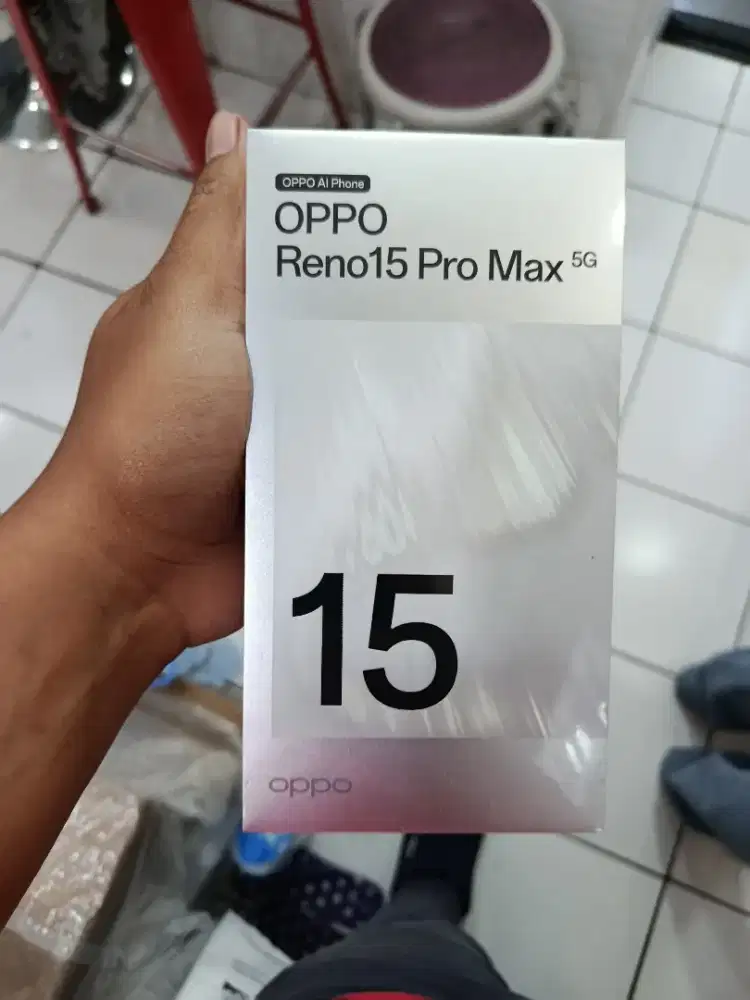 OPPO AI Phone
OPPO
Reno15 Pro Max 5G
15
oppo